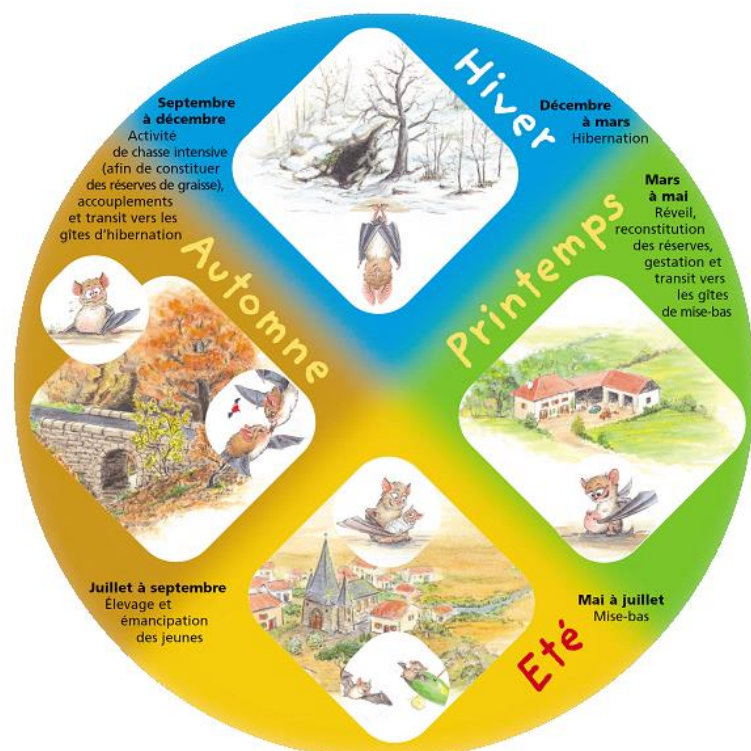 Hiver
Décembre
à mars
Hibernation
Printemps
Mars
à mai
Réveil,
reconstitution
des réserves,
gestation et
transit vers
les gîtes
de mise-bas
Eté
Mai à juillet
Mise-bas
Juillet à septembre
Élevage et
émancipation
des jeunes
Automne
Septembre
à décembre
Activité
de chasse intensive
(afin de constituer
des réserves de graisse),
accouplements
et transit vers les
gîtes d’hibernation